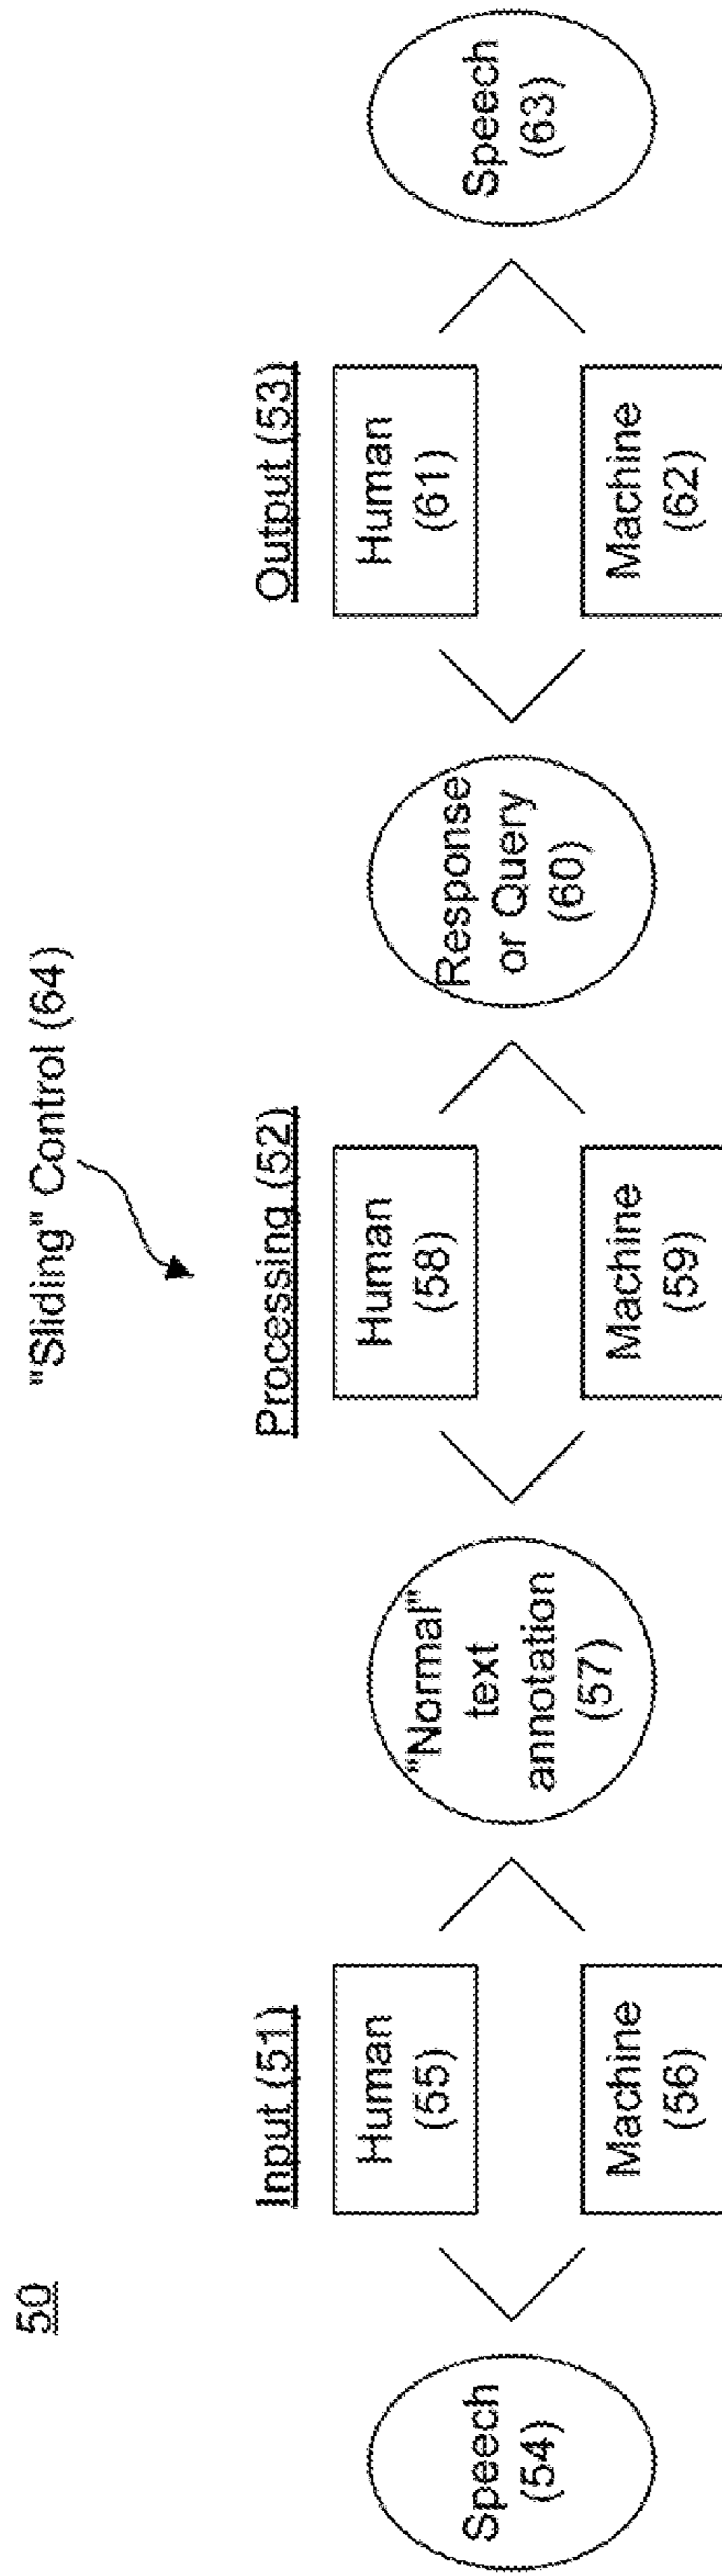 50
"Sliding" Control (64)
Input (51)
Processing (52)
Output (53)
Speech
(54)
Human
(55)
Machine
(56)
"Normal"
text
annotation
(57)
Human
(58)
Machine
(59)
Response
or Query
(60)
Human
(61)
Machine
(62)
Speech
(63)